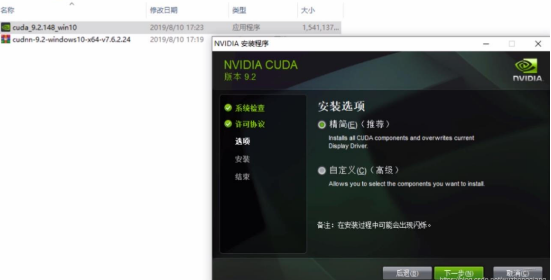 名称
修改日期
类型
大小
cuda_9.2.148_win10
2019/8/10 17:23
应用程序
1,541,137...
cudnn-9.2-windows10-x64-v7.6.2.24
2019/8/10 17:19
NVIDIA 安装程序
NVIDIA CUDA
版本 9.2
NVIDIA
系统检查
许可协议
选项
安装
结束
安装选项
精简(E)（推荐）
Installs all CUDA components and overwrites current
Display Driver.
自定义(C)（高级）
Allows you to select the components you want to install.
备注：在安装过程中可能会出现闪烁。
后退(B)
下一步(N)
取消(C)